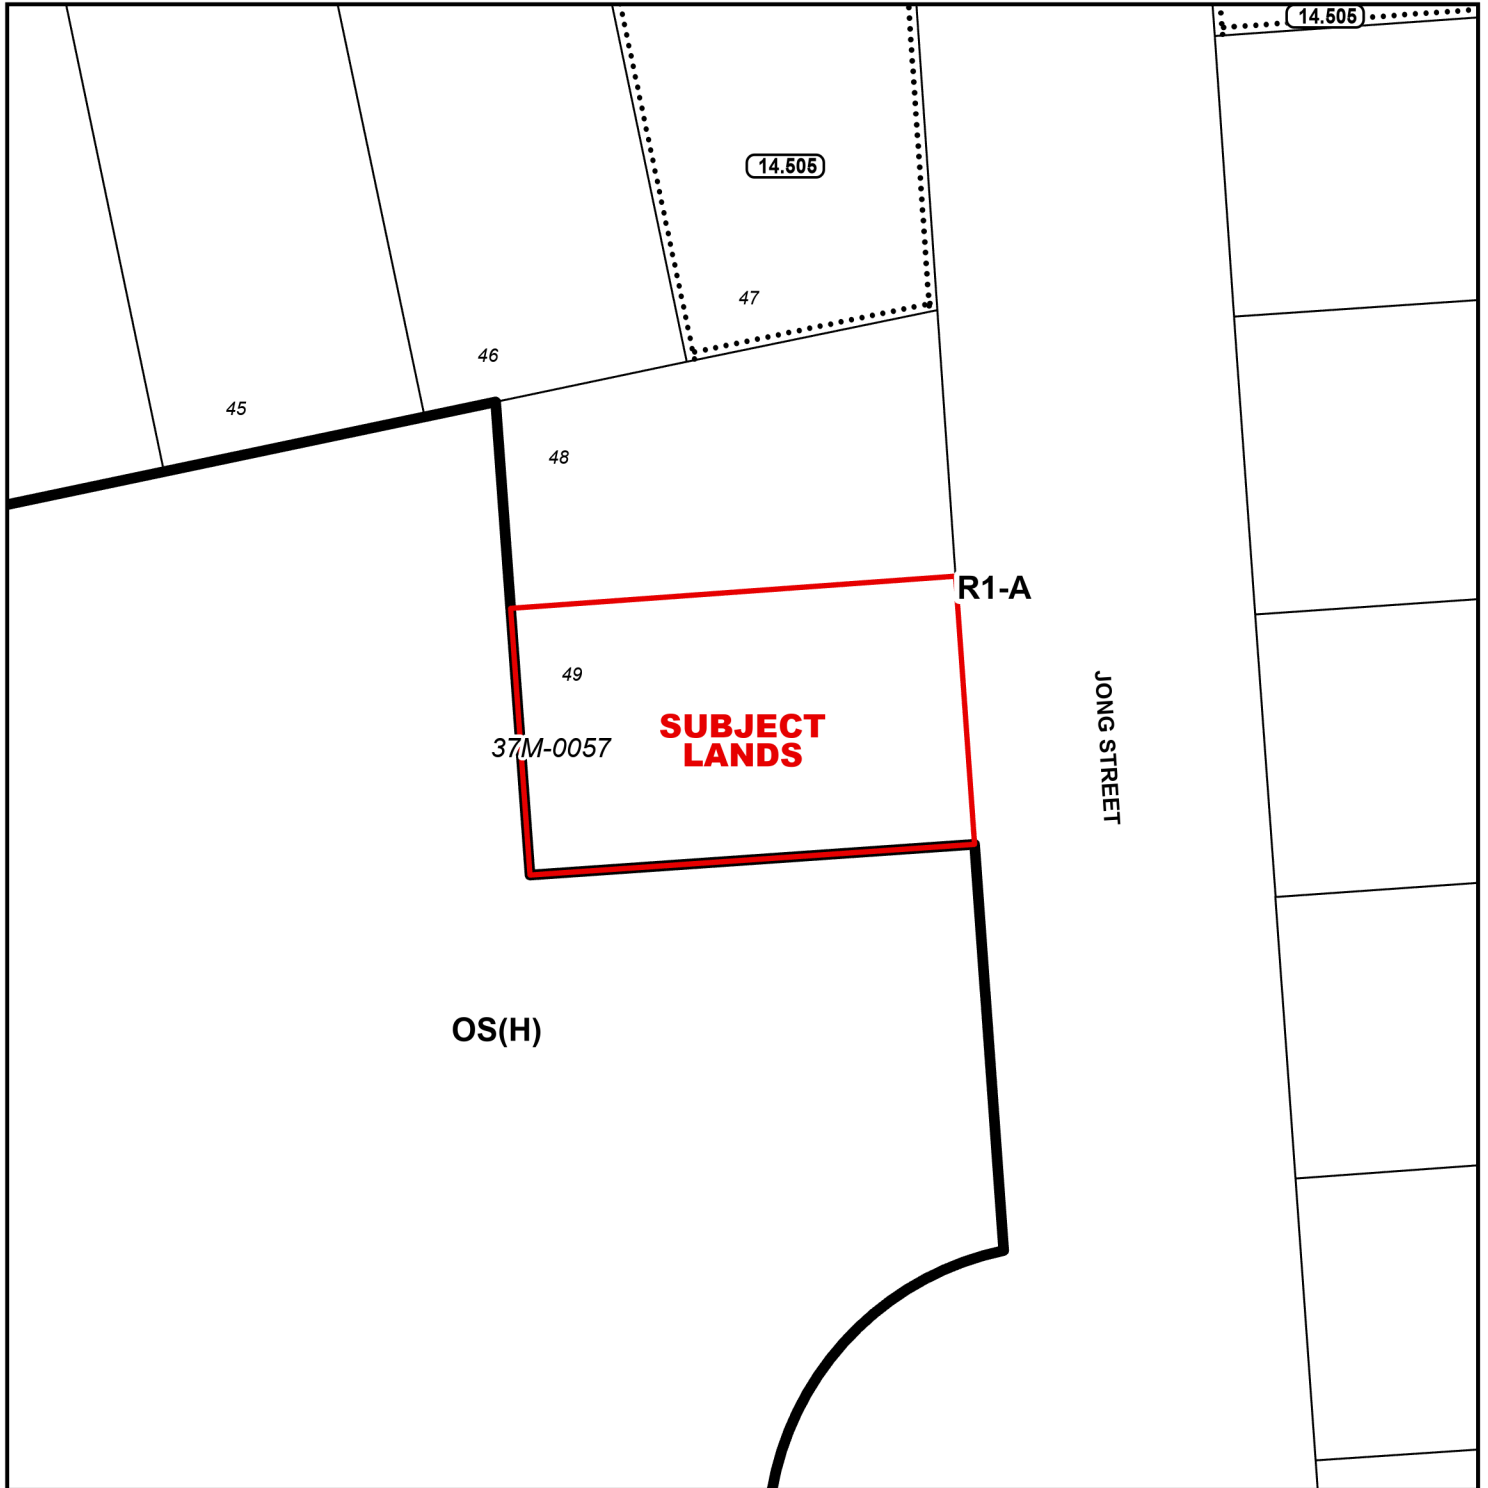 14.505
14.505
47
46
45
48
R1-A
49
JONG STREET
SUBJECT
LANDS
37M-0057
OS(H)